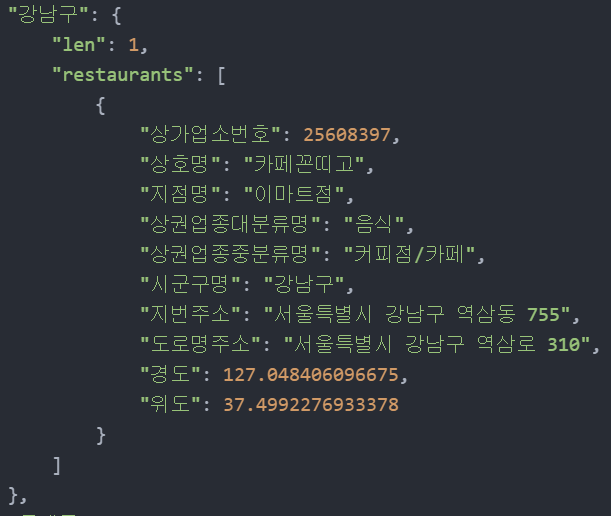 "강남구": {
"len": 1,
"restaurants": [
{
"상가업소번호": 25608397,
"상호명": "카페꼰띠고",
"지점명": "이마트점",
"상권업종대분류명": "음식",
"상권업종중분류명": "커피점/카페",
"시군구명": "강남구",
"지번주소": "서울특별시 강남구 역삼동 755",
"도로명주소": "서울특별시 강남구 역삼로 310",
"경도": 127.048406096675,
"위도": 37.4992276933378
}
]
},